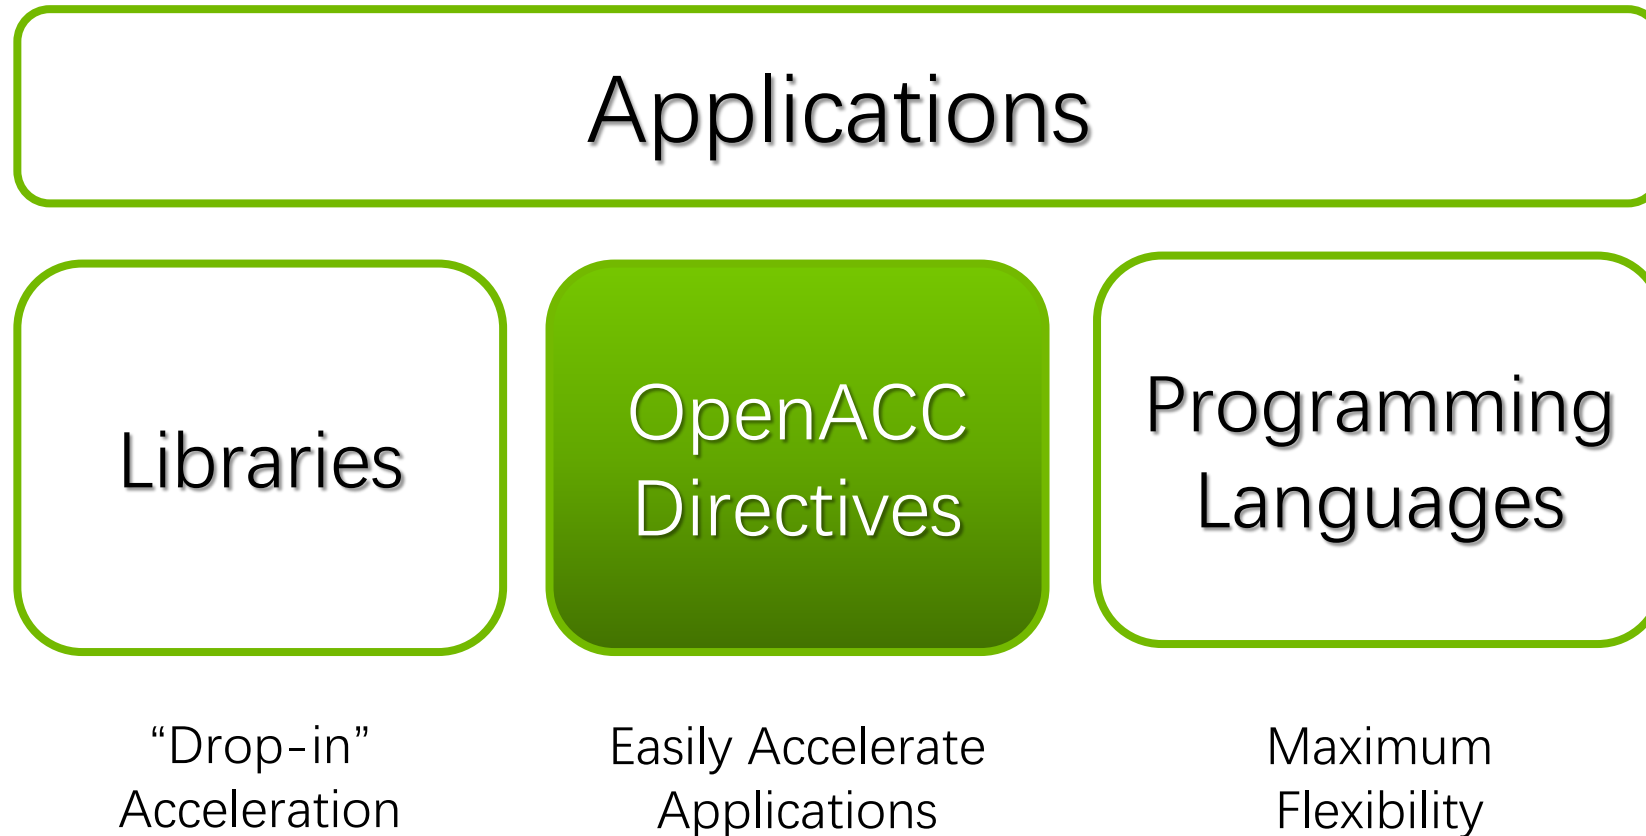 Applications
Libraries
OpenACC
Directives
Programming
Languages
“Drop-in”
Acceleration
Easily Accelerate
Applications
Maximum
Flexibility